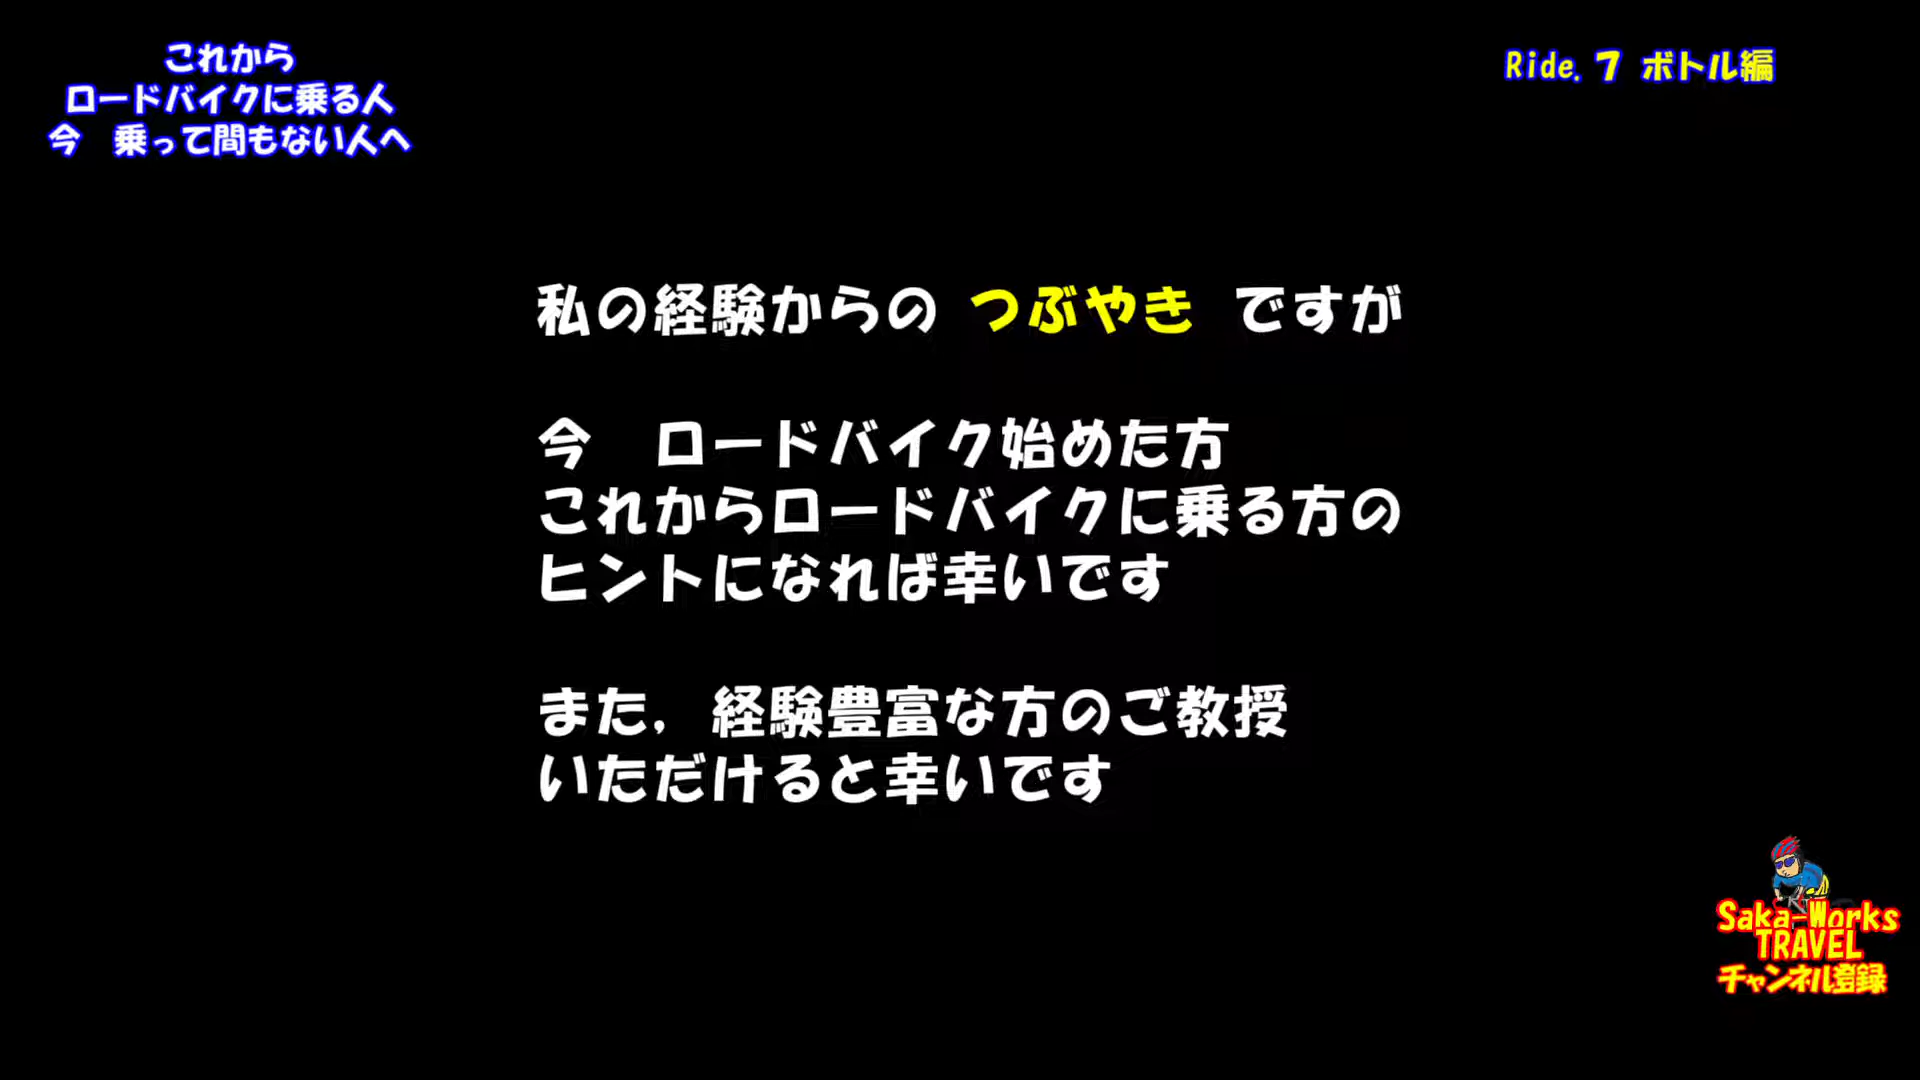 これから
ロードバイクに乗る人
今　乗って間もない人へ
Ride.7 ボトル編
私の経験からの つぶやき ですが
今　ロードバイク始めた方
これからロードバイクに乗る方の
ヒントになれば幸いです
また，経験豊富な方のご教授
いただけると幸いです
Saka-Works
TRAVEL
チャンネル登録